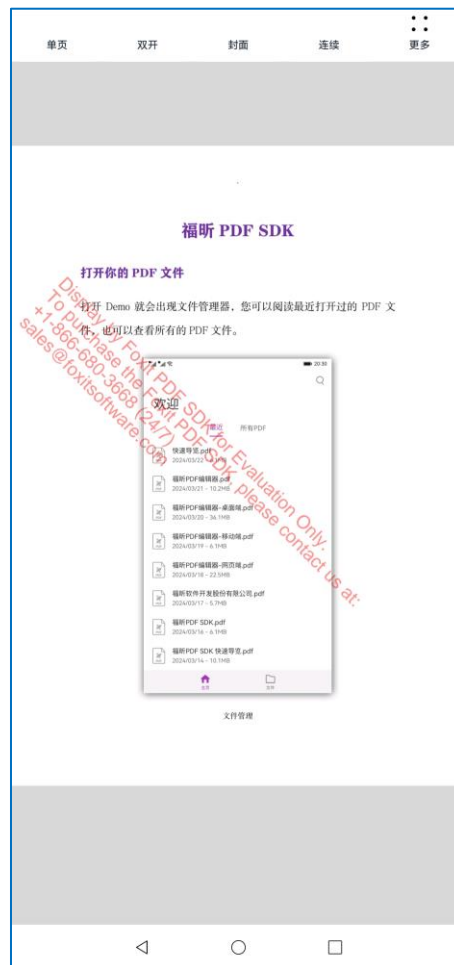 单页 双开 封面 连续 更多
福昕 PDF SDK
打开你的 PDF 文件
打开 Demo 就会出现文件管理器，您可以阅读最近打开过的 PDF 文
件，也可以查看所有的 PDF 文件。
Display by Foxit PDF SDK for Evaluation Only.
To purchase the Foxit PDF SDK, please contact us at:
+1-866-680-3668 (24/7)
sales@foxitsoftware.com
20:30
欢迎
最近 所有PDF
快速导览.pdf
2024/03/22 - 6.1MB
福昕PDF编辑器.pdf
2024/03/21 - 10.2MB
福昕PDF编辑器-桌面端.pdf
2024/03/20 - 36.1MB
福昕PDF编辑器-移动端.pdf
2024/03/19 - 6.1MB
福昕PDF编辑器-网页端.pdf
2024/03/18 - 22.5MB
福昕软件开发股份有限公司.pdf
2024/03/17 - 5.7MB
福昕PDF SDK.pdf
2024/03/16 - 6.1MB
福昕PDF SDK 快速导览.pdf
2024/03/14 - 10.1MB
文件管理